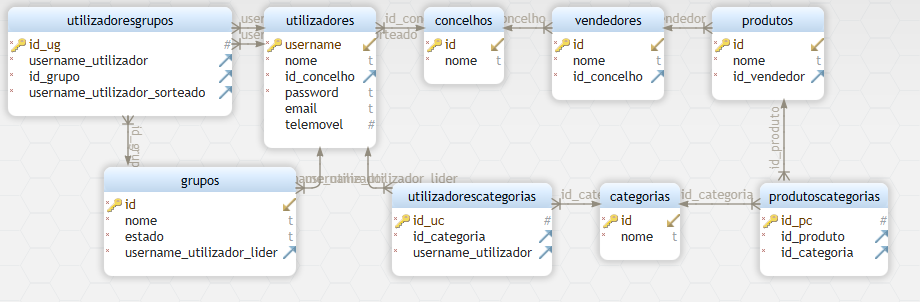 utilizadoresgrupos
id_ug #
username_utilizador
id_grupo
username_utilizador_sorteado
utilizadores
username
nome t
id_concelho
password t
email t
telemovel #
concelhos
id
nome t
vendedores
id
nome t
id_concelho
produtos
id
nome t
id_vendedor
id_produto
grupos
id
nome t
estado t
username_utilizador_lider
utilizadorescategorias
id_uc #
id_categoria
username_utilizador
categorias
id
nome t
id_categoria
produtoscategorias
id_pc #
id_produto
id_categoria